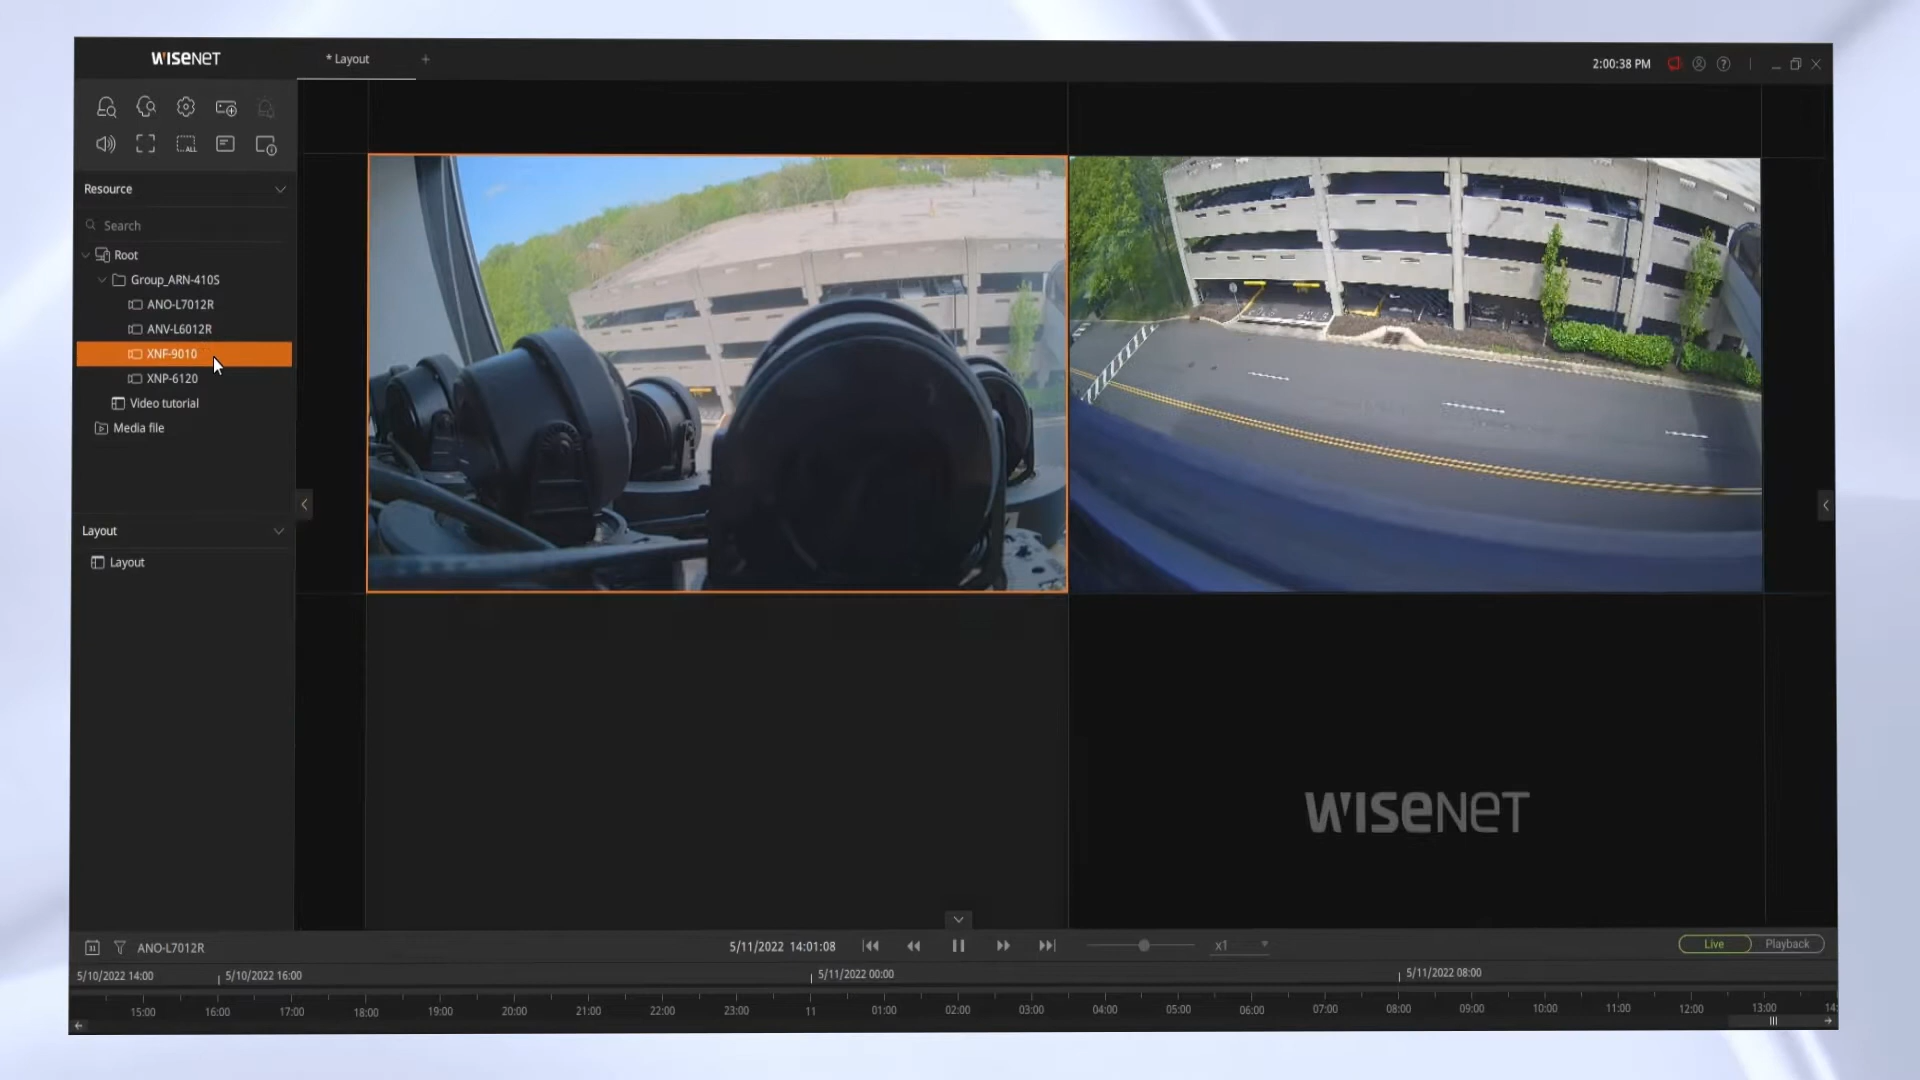 WISENET
* Layout
2:00:38 PM
Resource
Search
Root
Group_ARN-410S
ANO-L7012R
ANV-L6012R
XNF-9010
XNP-6120
Video tutorial
Media file
Layout
Layout
WISENET
ANO-L7012R
5/11/2022 14:01:08
x1
Live
Playback
5/10/2022 14:00
5/10/2022 16:00
5/11/2022 00:00
5/11/2022 08:00
15:00 16:00 17:00 18:00 19:00 20:00 21:00 22:00 23:00 11 01:00 02:00 03:00 04:00 05:00 06:00 07:00 08:00 09:00 10:00 11:00 12:00 13:00 14: